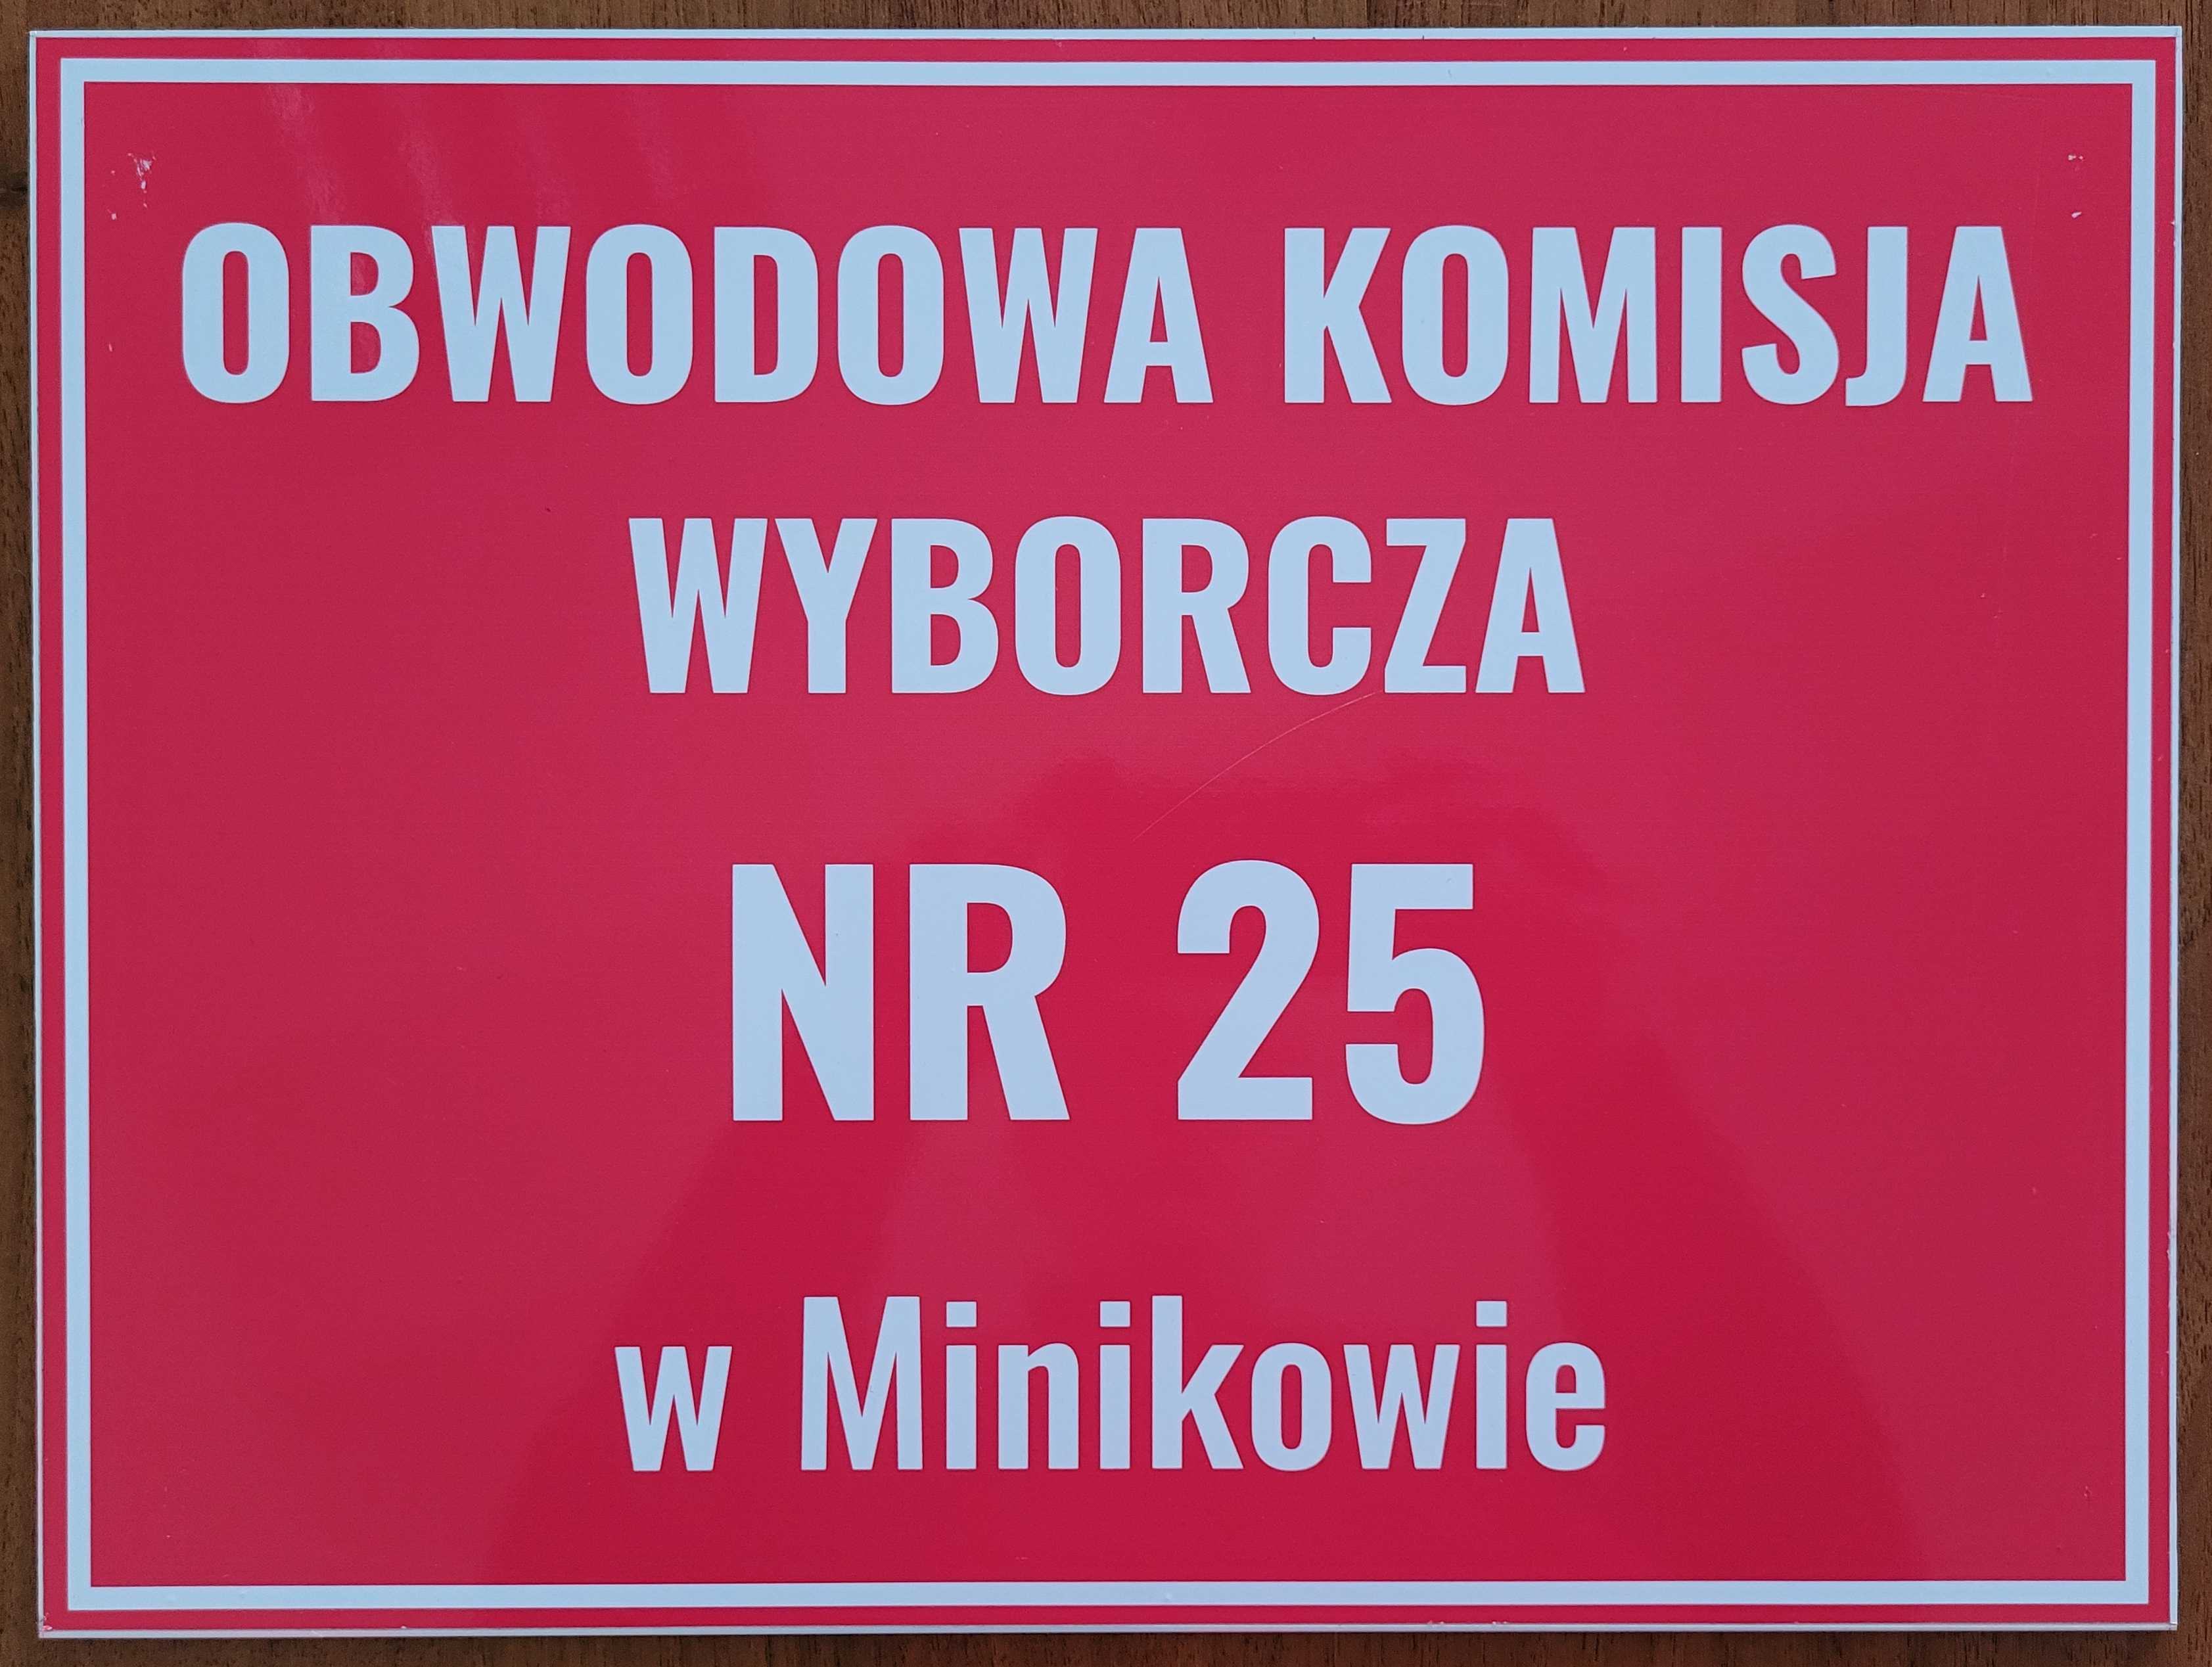 OBWODOWA KOMISJA
WYBORCZA
NR 25
w Minikowie